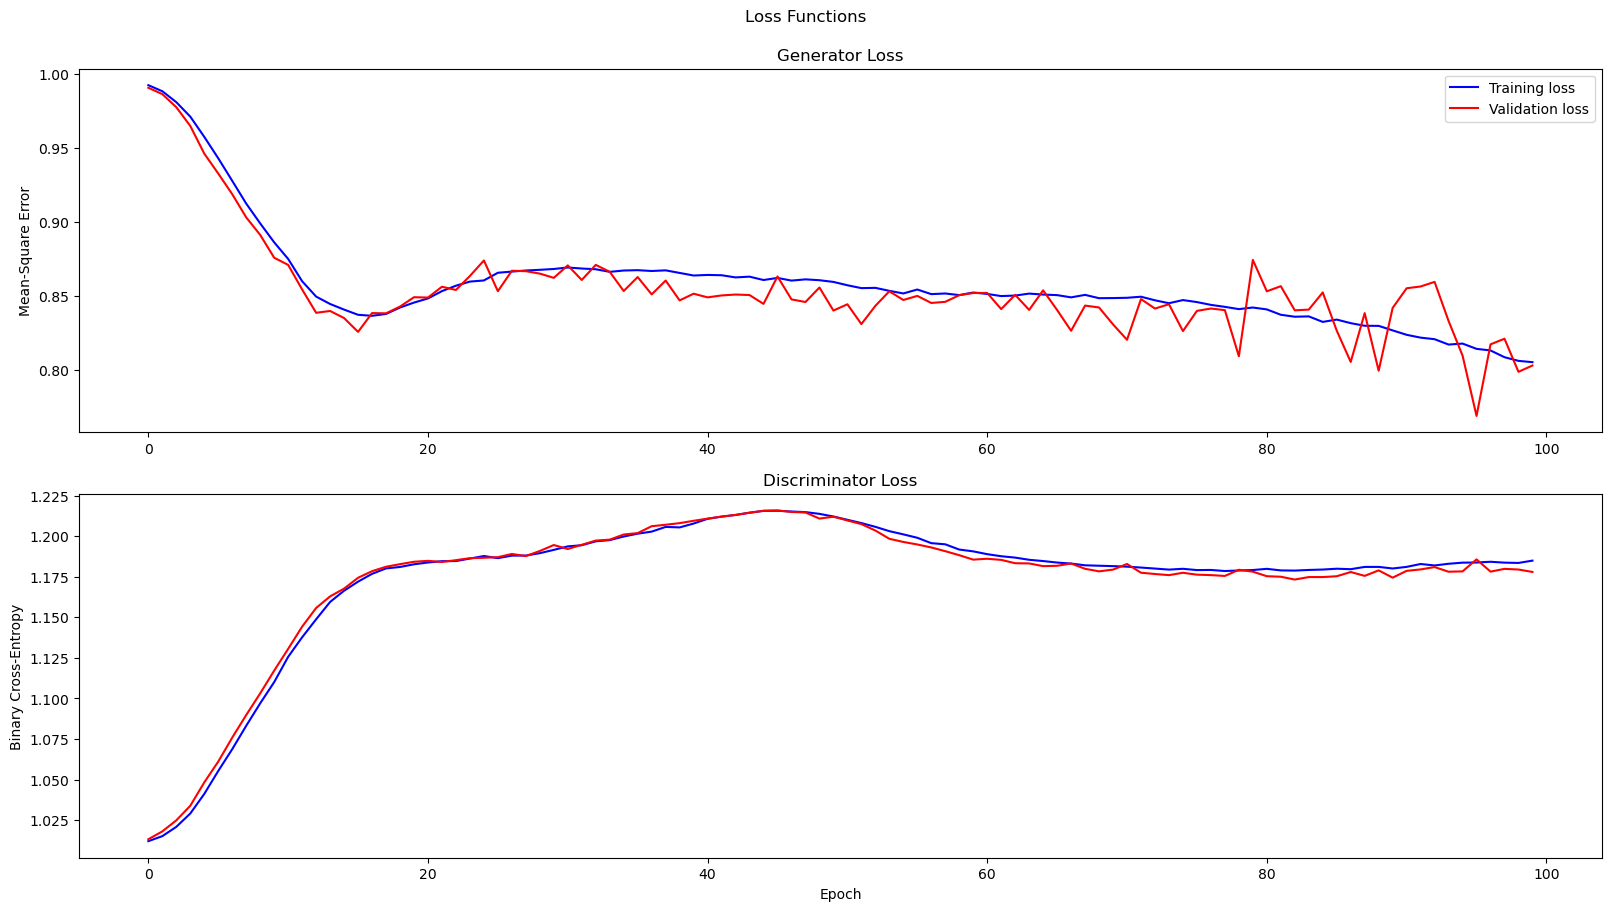 Loss Functions
Generator Loss
Mean-Square Error
1.00
0.95
0.90
0.85
0.80
Training loss
Validation loss
0 20 40 60 80 100
Discriminator Loss
Binary Cross-Entropy
1.225
1.200
1.175
1.150
1.125
1.100
1.075
1.050
1.025
0 20 40 60 80 100
Epoch